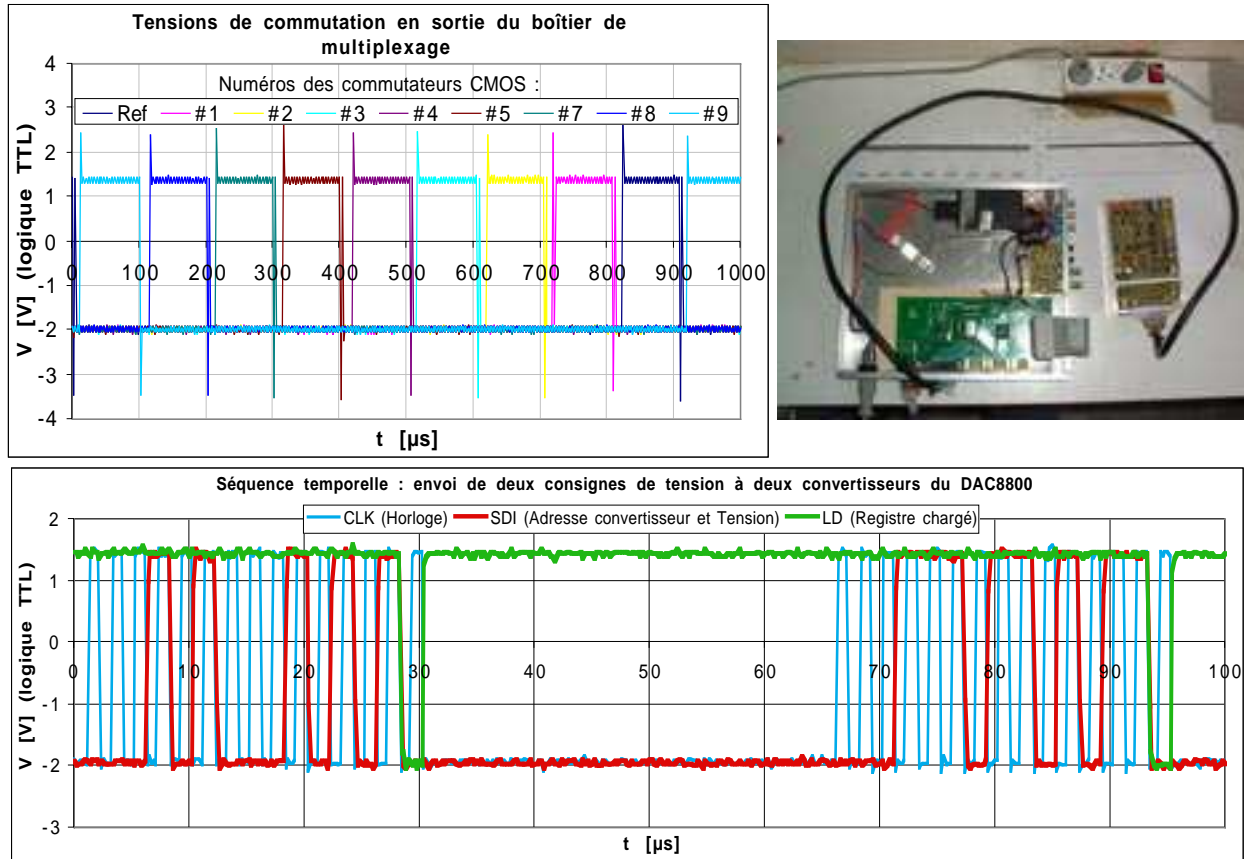 Tensions de commutation en sortie du boîtier de
multiplexage
Numéros des commutateurs CMOS :
Ref #1 #2 #3 #4 #5 #7 #8 #9
V [V] (logique TTL)
4
3
2
1
0
-1
-2
-3
-4
0 100 200 300 400 500 600 700 800 900 1000
t [µs]
Séquence temporelle : envoi de deux consignes de tension à deux convertisseurs du DAC8800
CLK (Horloge) SDI (Adresse convertisseur et Tension) LD (Registre chargé)
V [V] (logique TTL)
2
1
0
-1
-2
-3
0 10 20 30 40 50 60 70 80 90 100
t [µs]